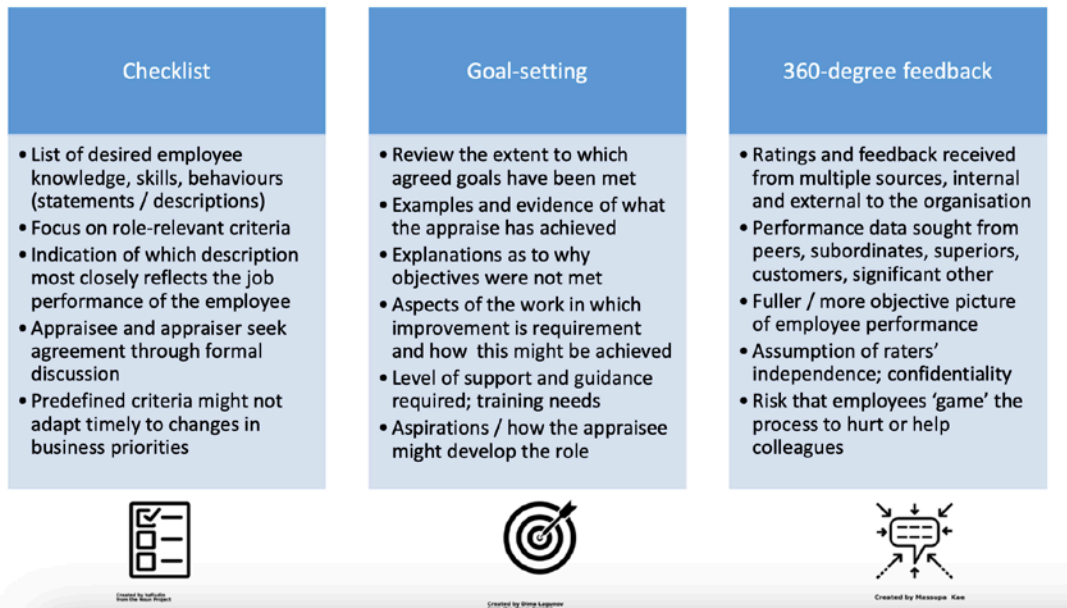 Checklist
• List of desired employee
knowledge, skills, behaviours
(statements / descriptions)
• Focus on role-relevant criteria
• Indication of which description
most closely reflects the job
performance of the employee
• Appraisee and appraiser seek
agreement through formal
discussion
• Predefined criteria might not
adapt timely to changes in
business priorities
Goal-setting
• Review the extent to which
agreed goals have been met
• Examples and evidence of what
the appraise has achieved
• Explanations as to why
objectives were not met
• Aspects of the work in which
improvement is requirement
and how this might be achieved
• Level of support and guidance
required; training needs
• Aspirations / how the appraisee
might develop the role
360-degree feedback
• Ratings and feedback received
from multiple sources, internal
and external to the organisation
• Performance data sought from
peers, subordinates, superiors,
customers, significant other
• Fuller / more objective picture
of employee performance
• Assumption of raters'
independence; confidentiality
• Risk that employees 'game' the
process to hurt or help
colleagues
Created by
from the Noun Project
Created by Dima Lagunov
Created by Masoupa Kae